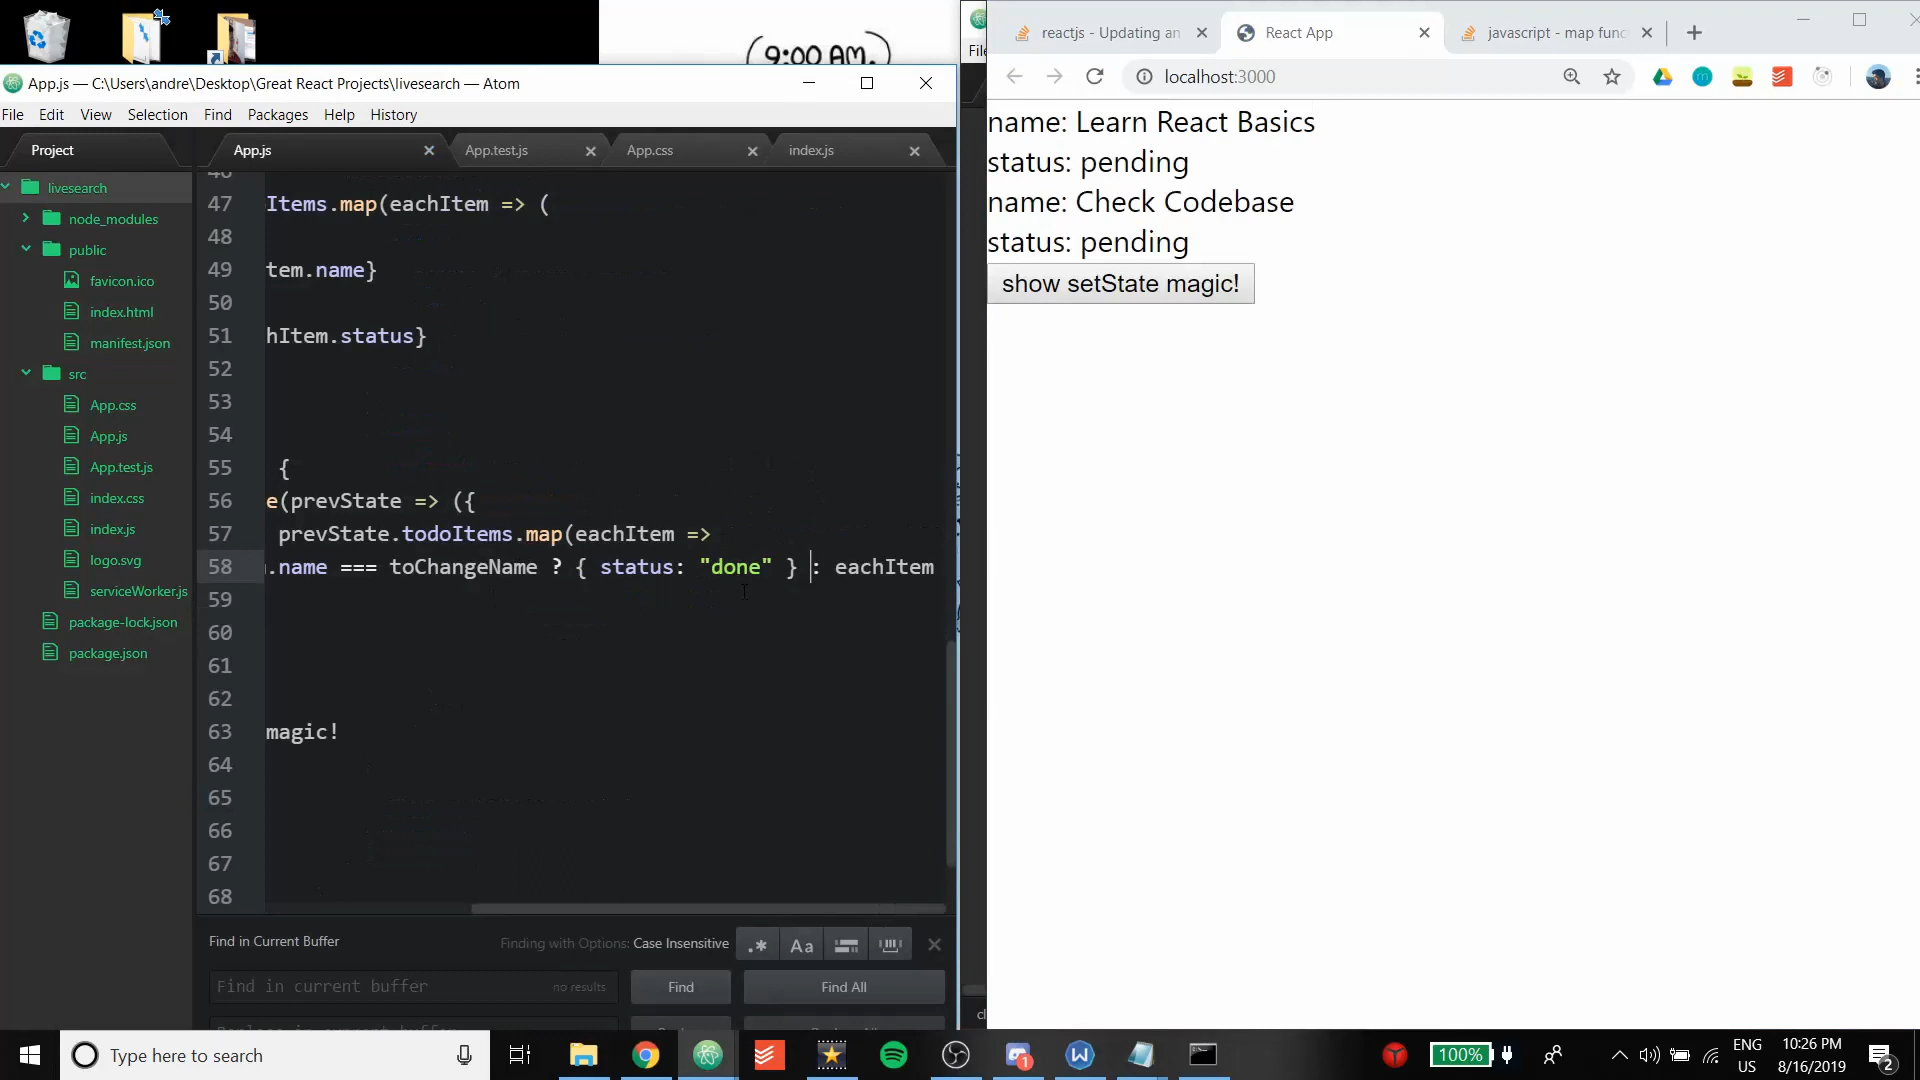 (9:00 AM.)
App.js — C:\Users\andre\Desktop\Great React Projects\livesearch — Atom
File Edit View Selection Find Packages Help History
Project
App.js
App.test.js
App.css
index.js
livesearch
node_modules
public
favicon.ico
index.html
manifest.json
src
App.css
App.js
App.test.js
index.css
index.js
logo.svg
serviceWorker.js
package-lock.json
package.json
46
47 Items.map(eachItem => (
48
49 tem.name}
50
51 hItem.status}
52
53
54
55 {
56 e(prevState => ({
57 prevState.todoItems.map(eachItem =>
58 .name === toChangeName ? { status: "done" } : eachItem
59
60
61
62
63 magic!
64
65
66
67
68
Find in Current Buffer
Finding with Options: Case Insensitive
.* Aa
Find in current buffer
no results
Find
Find All
File
reactjs - Updating an
React App
javascript - map func
localhost:3000
name: Learn React Basics
status: pending
name: Check Codebase
status: pending
show setState magic!
Type here to search
100%
ENG
US
10:26 PM
8/16/2019
2
1